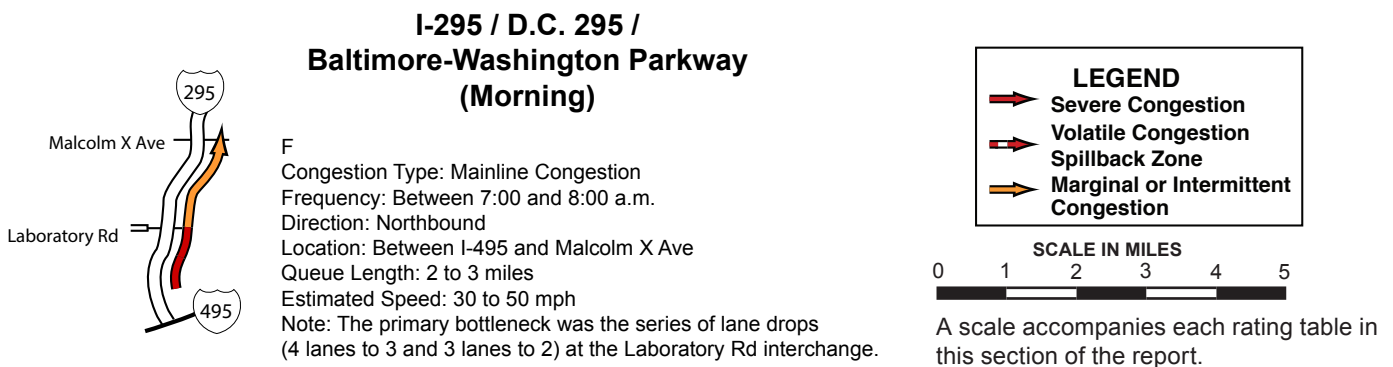 I-295 / D.C. 295 /
Baltimore-Washington Parkway
(Morning)
295
Malcolm X Ave
Laboratory Rd
495
F
Congestion Type: Mainline Congestion
Frequency: Between 7:00 and 8:00 a.m.
Direction: Northbound
Location: Between I-495 and Malcolm X Ave
Queue Length: 2 to 3 miles
Estimated Speed: 30 to 50 mph
Note: The primary bottleneck was the series of lane drops
(4 lanes to 3 and 3 lanes to 2) at the Laboratory Rd interchange.
LEGEND
Severe Congestion
Volatile Congestion
Spillback Zone
Marginal or Intermittent
Congestion
SCALE IN MILES
0 1 2 3 4 5
A scale accompanies each rating table in
this section of the report.